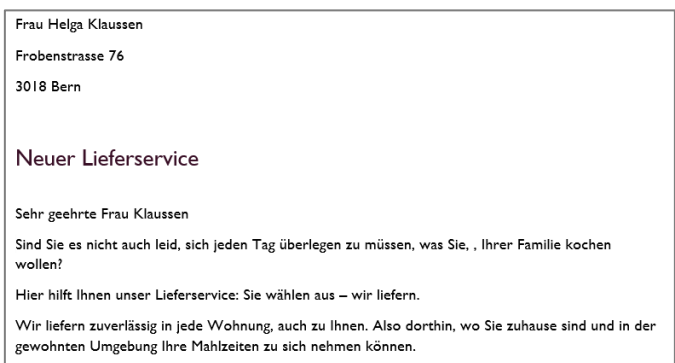 Frau Helga Klaussen
Frobenstrasse 76
3018 Bern
Neuer Lieferservice
Sehr geehrte Frau Klaussen
Sind Sie es nicht auch leid, sich jeden Tag überlegen zu müssen, was Sie, , Ihrer Familie kochen
wollen?
Hier hilft Ihnen unser Lieferservice: Sie wählen aus – wir liefern.
Wir liefern zuverlässig in jede Wohnung, auch zu Ihnen. Also dorthin, wo Sie zuhause sind und in der
gewohnten Umgebung Ihre Mahlzeiten zu sich nehmen können.